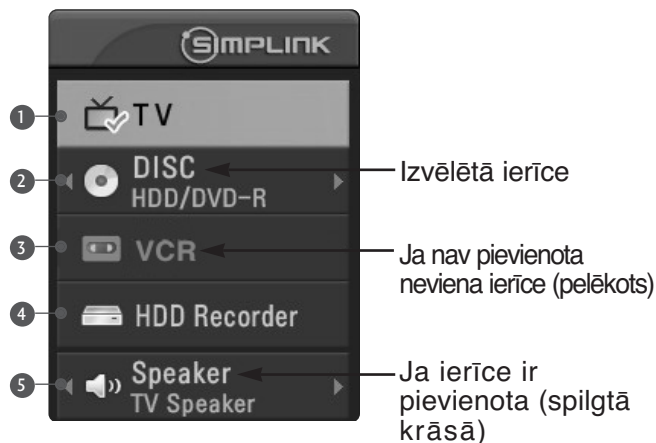 SIMPLINK
1 TV
2 DISC
HDD/DVD-R
Izvēlētā ierīce
3 VCR
Ja nav pievienota
neviena ierīce (pelēkots)
4 HDD Recorder
5 Speaker
TV Speaker
Ja ierīce ir
pievienota (spilgtā
krāsā)